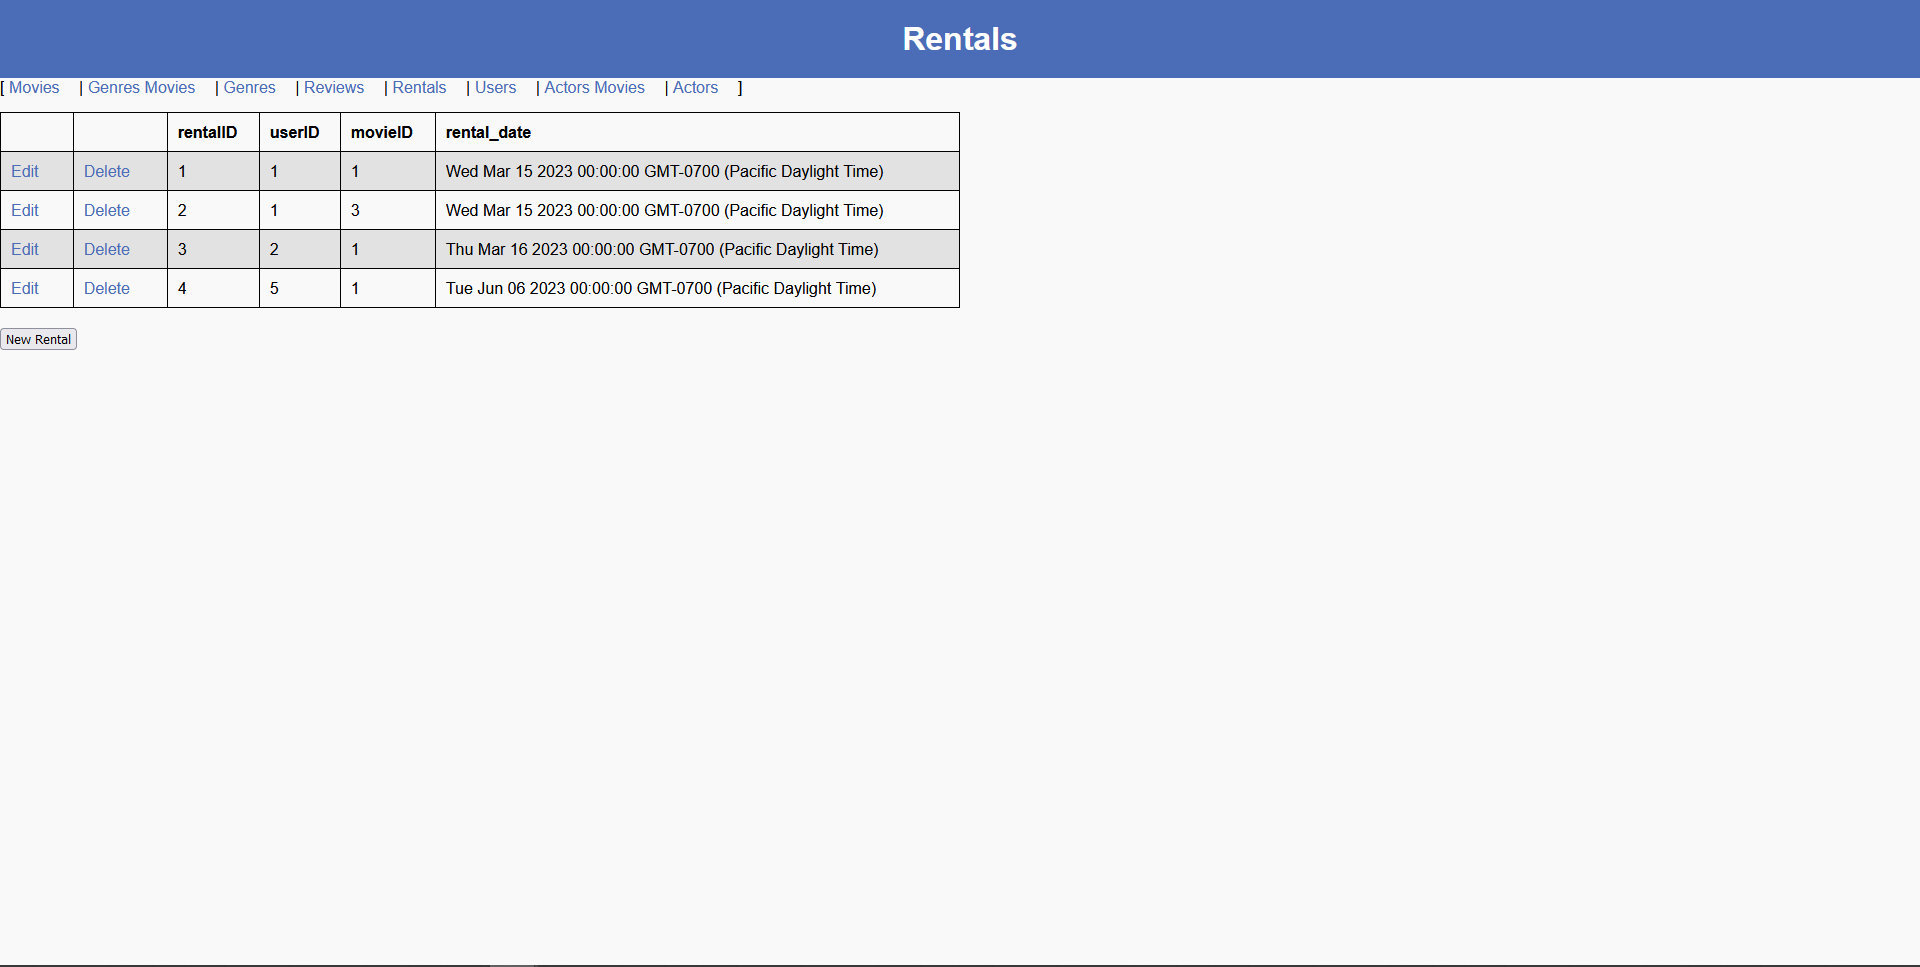 Rentals
[ Movies | Genres Movies | Genres | Reviews | Rentals | Users | Actors Movies | Actors ]
rentalID userID movieID rental_date
Edit Delete 1 1 1 Wed Mar 15 2023 00:00:00 GMT-0700 (Pacific Daylight Time)
Edit Delete 2 1 3 Wed Mar 15 2023 00:00:00 GMT-0700 (Pacific Daylight Time)
Edit Delete 3 2 1 Thu Mar 16 2023 00:00:00 GMT-0700 (Pacific Daylight Time)
Edit Delete 4 5 1 Tue Jun 06 2023 00:00:00 GMT-0700 (Pacific Daylight Time)
New Rental